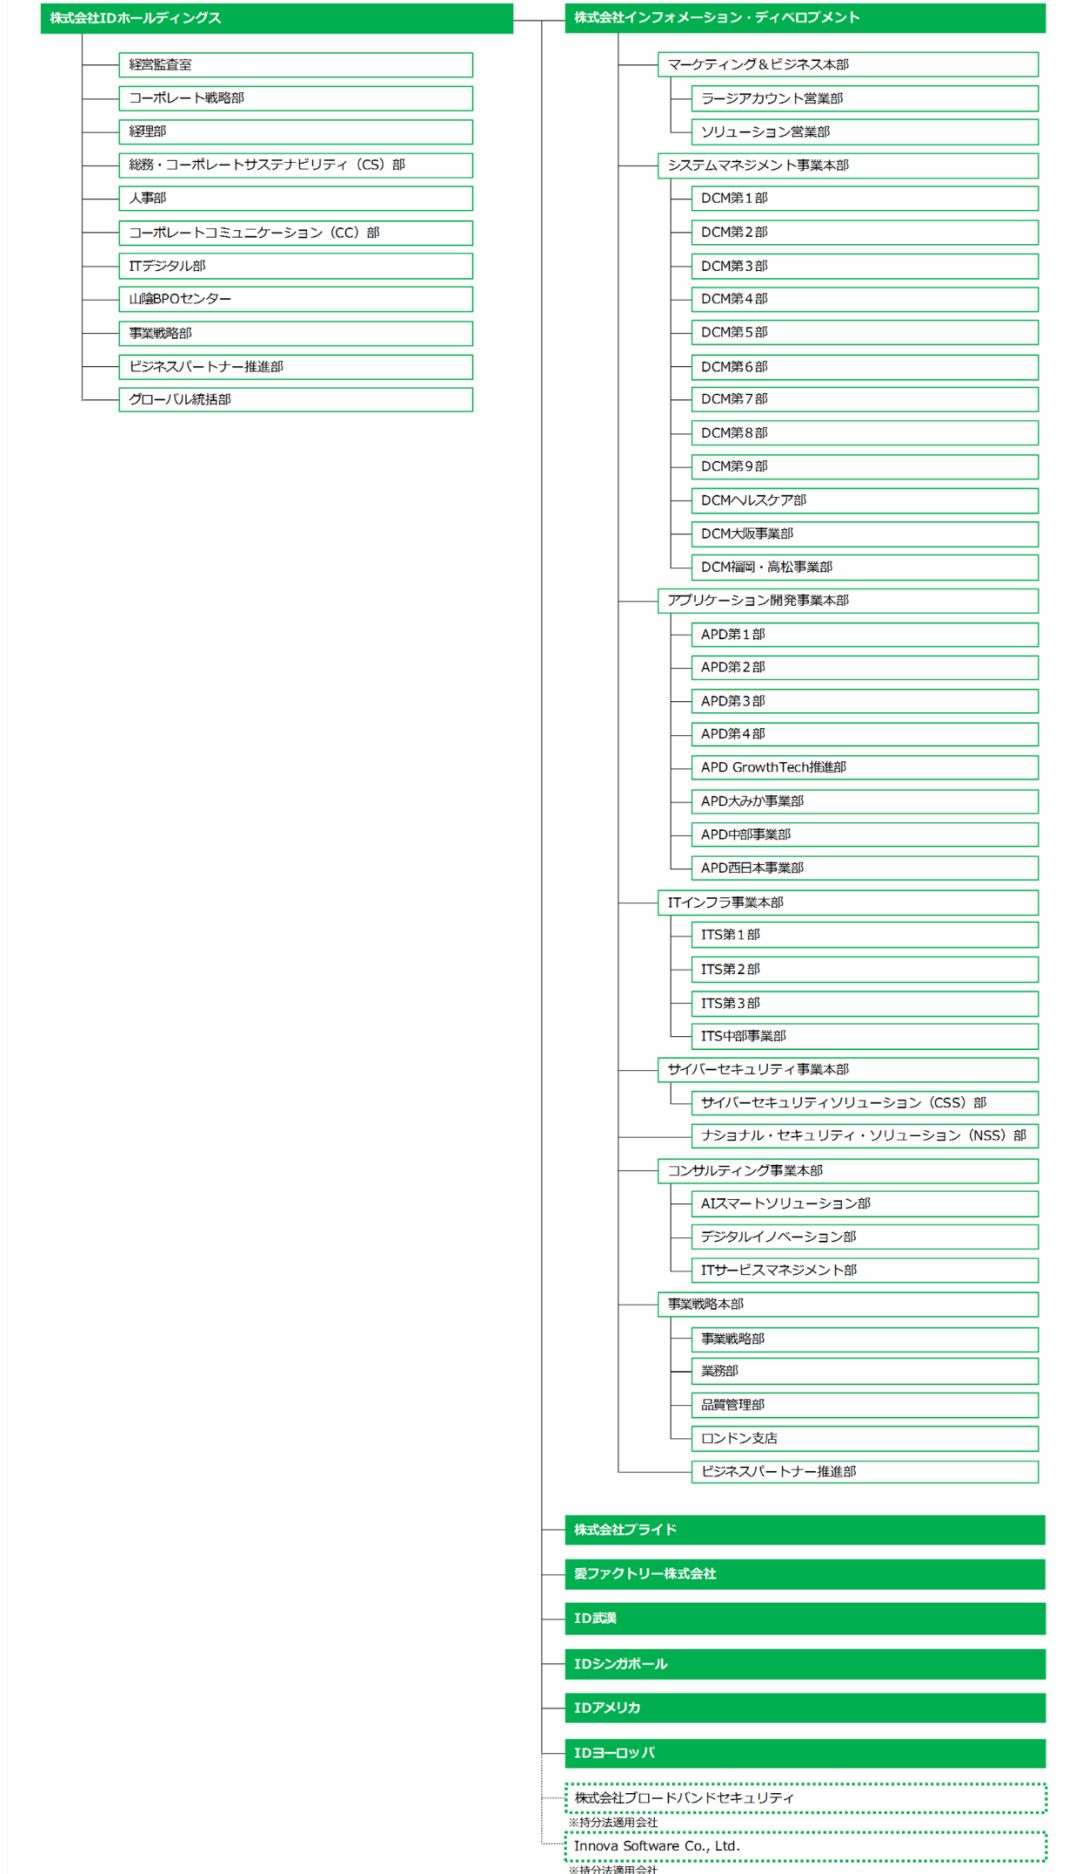 株式会社IDホールディングス
経営監査室
コーポレート戦略部
経理部
総務・コーポレートサステナビリティ（CS）部
人事部
コーポレートコミュニケーション（CC）部
ITデジタル部
山陰BPOセンター
事業戦略部
ビジネスパートナー推進部
グローバル統括部
株式会社インフォメーション・ディベロプメント
マーケティング＆ビジネス本部
ラージアカウント営業部
ソリューション営業部
システムマネジメント事業本部
DCM第１部
DCM第２部
DCM第３部
DCM第４部
DCM第５部
DCM第６部
DCM第７部
DCM第８部
DCM第９部
DCMヘルスケア部
DCM大阪事業部
DCM福岡・高松事業部
アプリケーション開発事業本部
APD第１部
APD第２部
APD第３部
APD第４部
APD GrowthTech推進部
APD大みか事業部
APD中部事業部
APD西日本事業部
ITインフラ事業本部
ITS第１部
ITS第２部
ITS第３部
ITS中部事業部
サイバーセキュリティ事業本部
サイバーセキュリティソリューション（CSS）部
ナショナル・セキュリティ・ソリューション（NSS）部
コンサルティング事業本部
AIスマートソリューション部
デジタルイノベーション部
ITサービスマネジメント部
事業戦略本部
事業戦略部
業務部
品質管理部
ロンドン支店
ビジネスパートナー推進部
株式会社プライド
愛ファクトリー株式会社
ID武漢
IDシンガポール
IDアメリカ
IDヨーロッパ
株式会社ブロードバンドセキュリティ
※持分法適用会社
Innova Software Co., Ltd.
※持分法適用会社